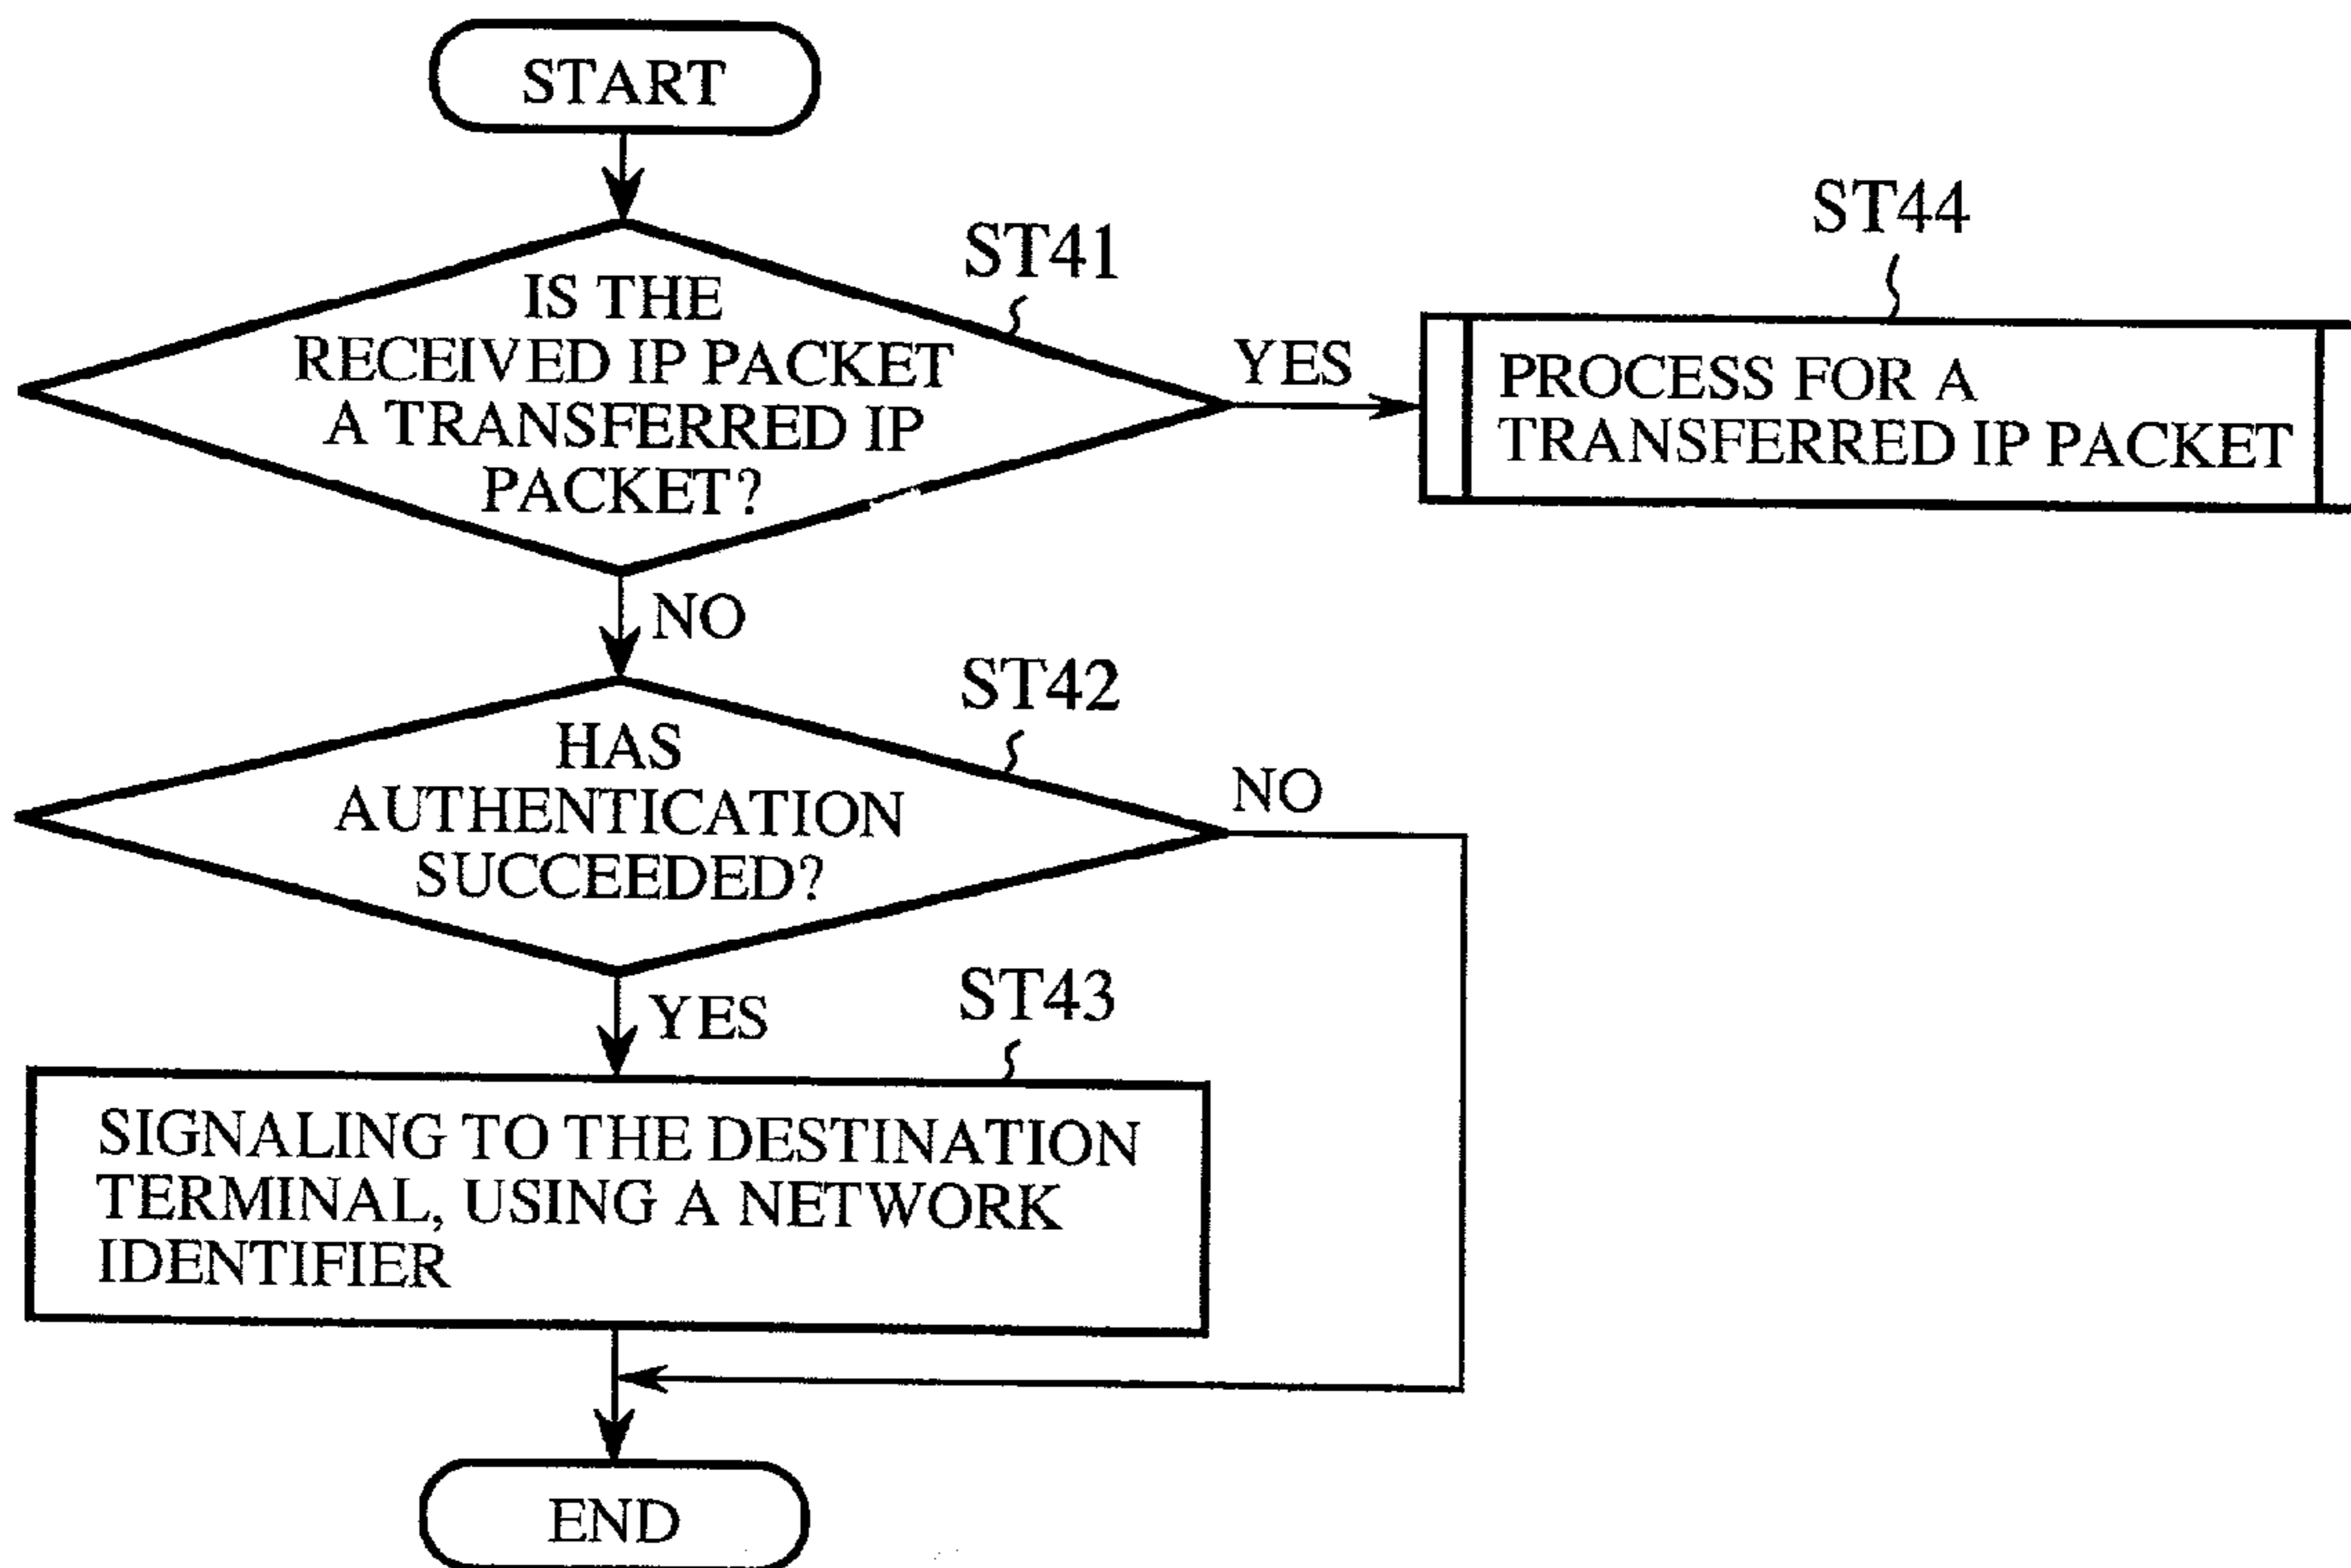 START
ST41
IS THE
RECEIVED IP PACKET
A TRANSFERRED IP
PACKET?
YES
ST44
PROCESS FOR A
TRANSFERRED IP PACKET
NO
ST42
HAS
AUTHENTICATION
SUCCEEDED?
NO
YES
ST43
SIGNALING TO THE DESTINATION
TERMINAL, USING A NETWORK
IDENTIFIER
END